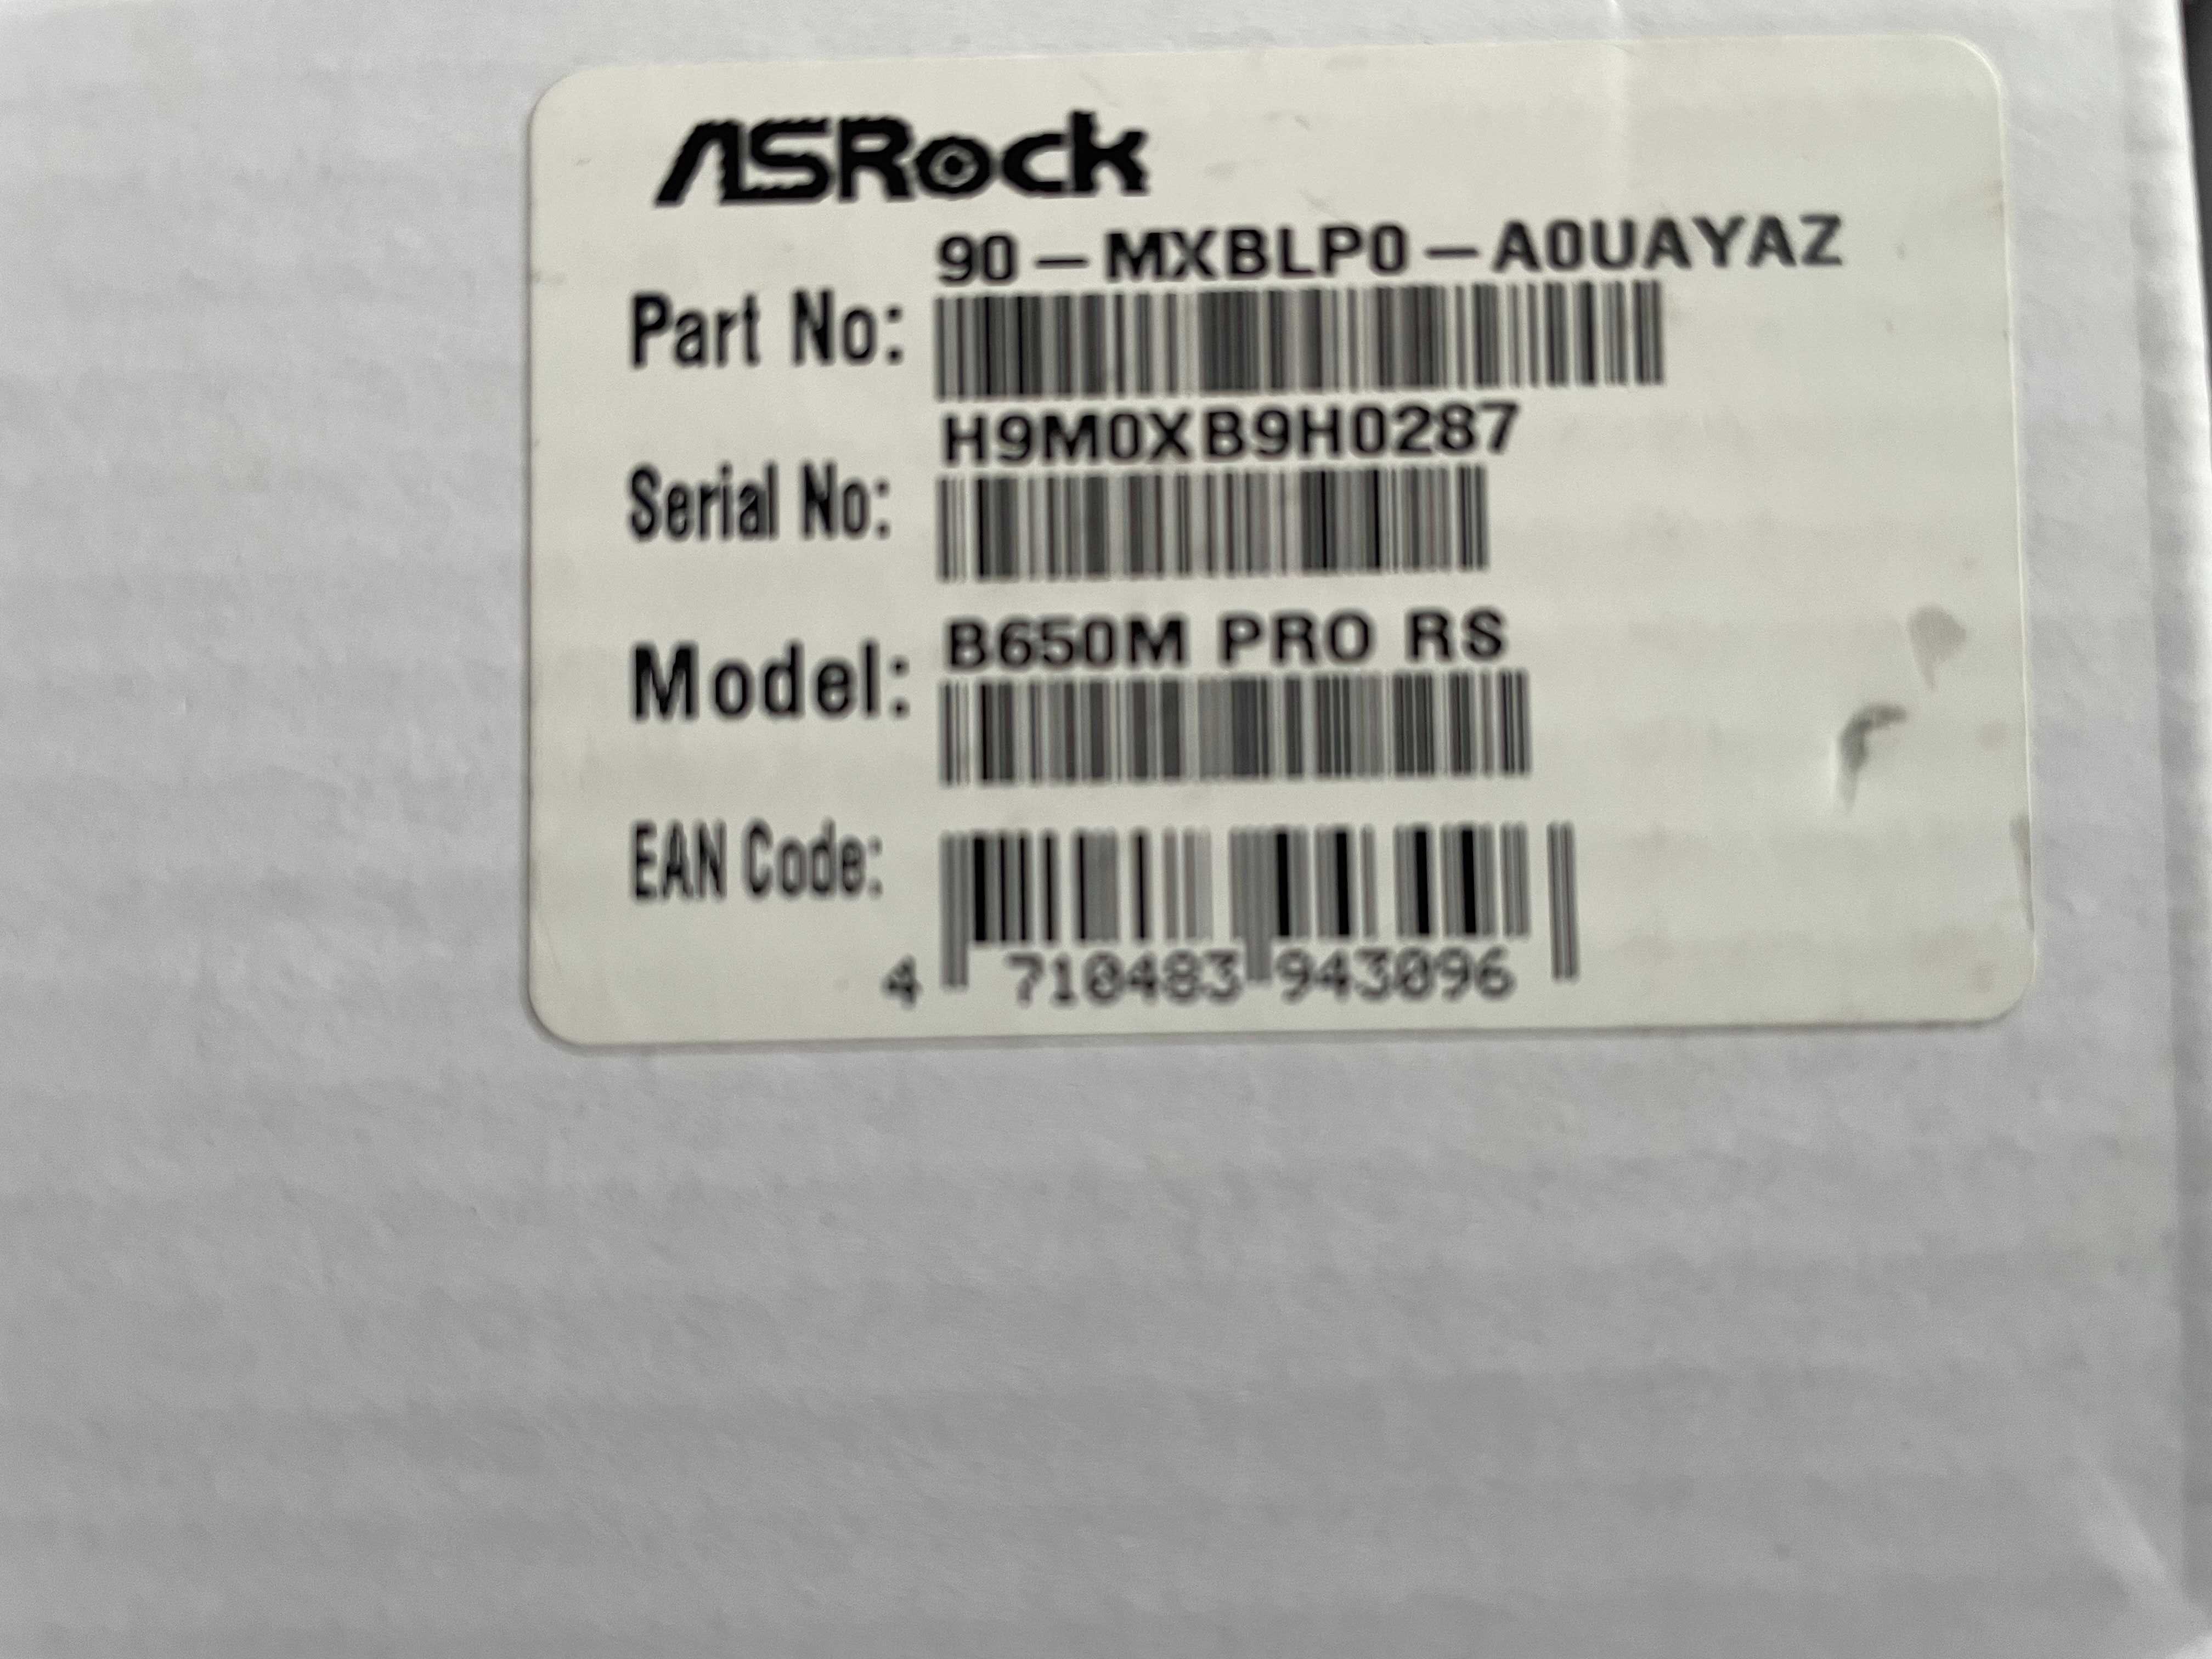 ASRock
90-MXBLP0-A0UAYAZ
Part No:
H9M0XB9H0287
Serial No:
B650M PRO RS
Model:
EAN Code:
4 710483 943096